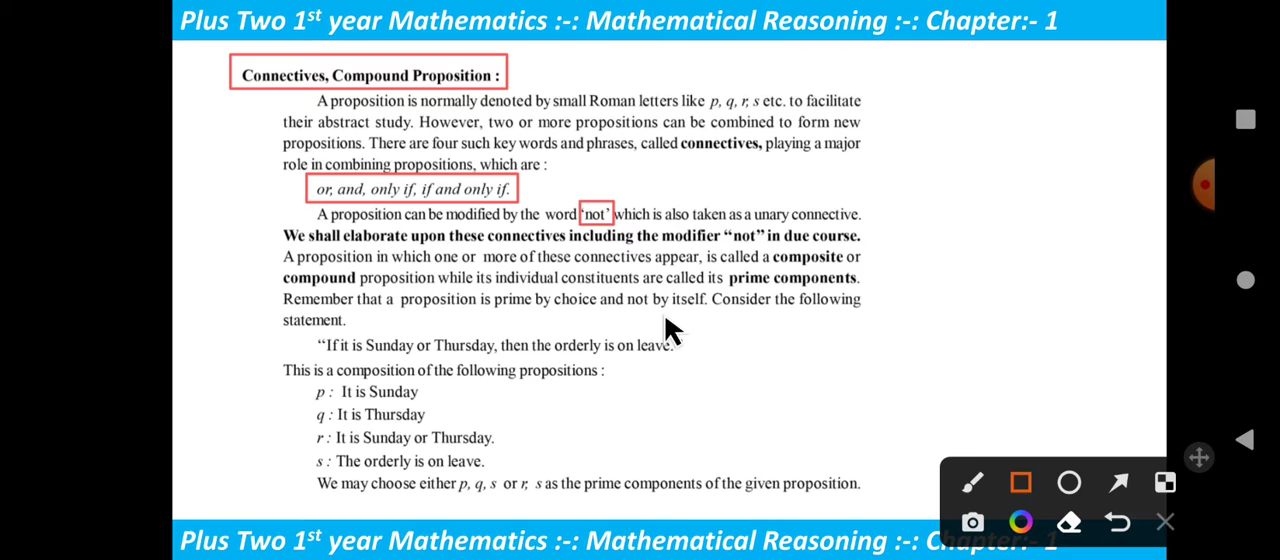 Plus Two 1st year Mathematics :-: Mathematical Reasoning :-: Chapter:- 1
Connectives, Compound Proposition :
A proposition is normally denoted by small Roman letters like p, q, r, s etc. to facilitate
their abstract study. However, two or more propositions can be combined to form new
propositions. There are four such key words and phrases, called connectives, playing a major
role in combining propositions, which are :
or, and, only if, if and only if.
A proposition can be modified by the word ‘not’ which is also taken as a unary connective.
We shall elaborate upon these connectives including the modifier “not” in due course.
A proposition in which one or more of these connectives appear, is called a composite or
compound proposition while its individual constituents are called its prime components.
Remember that a proposition is prime by choice and not by itself. Consider the following
statement.
“If it is Sunday or Thursday, then the orderly is on leave.
This is a composition of the following propositions :
p : It is Sunday
q : It is Thursday
r : It is Sunday or Thursday.
s : The orderly is on leave.
We may choose either p, q, s or r, s as the prime components of the given proposition.
Plus Two 1st year Mathematics :-: Mathematical Reasoning :-: Chapter:- 1